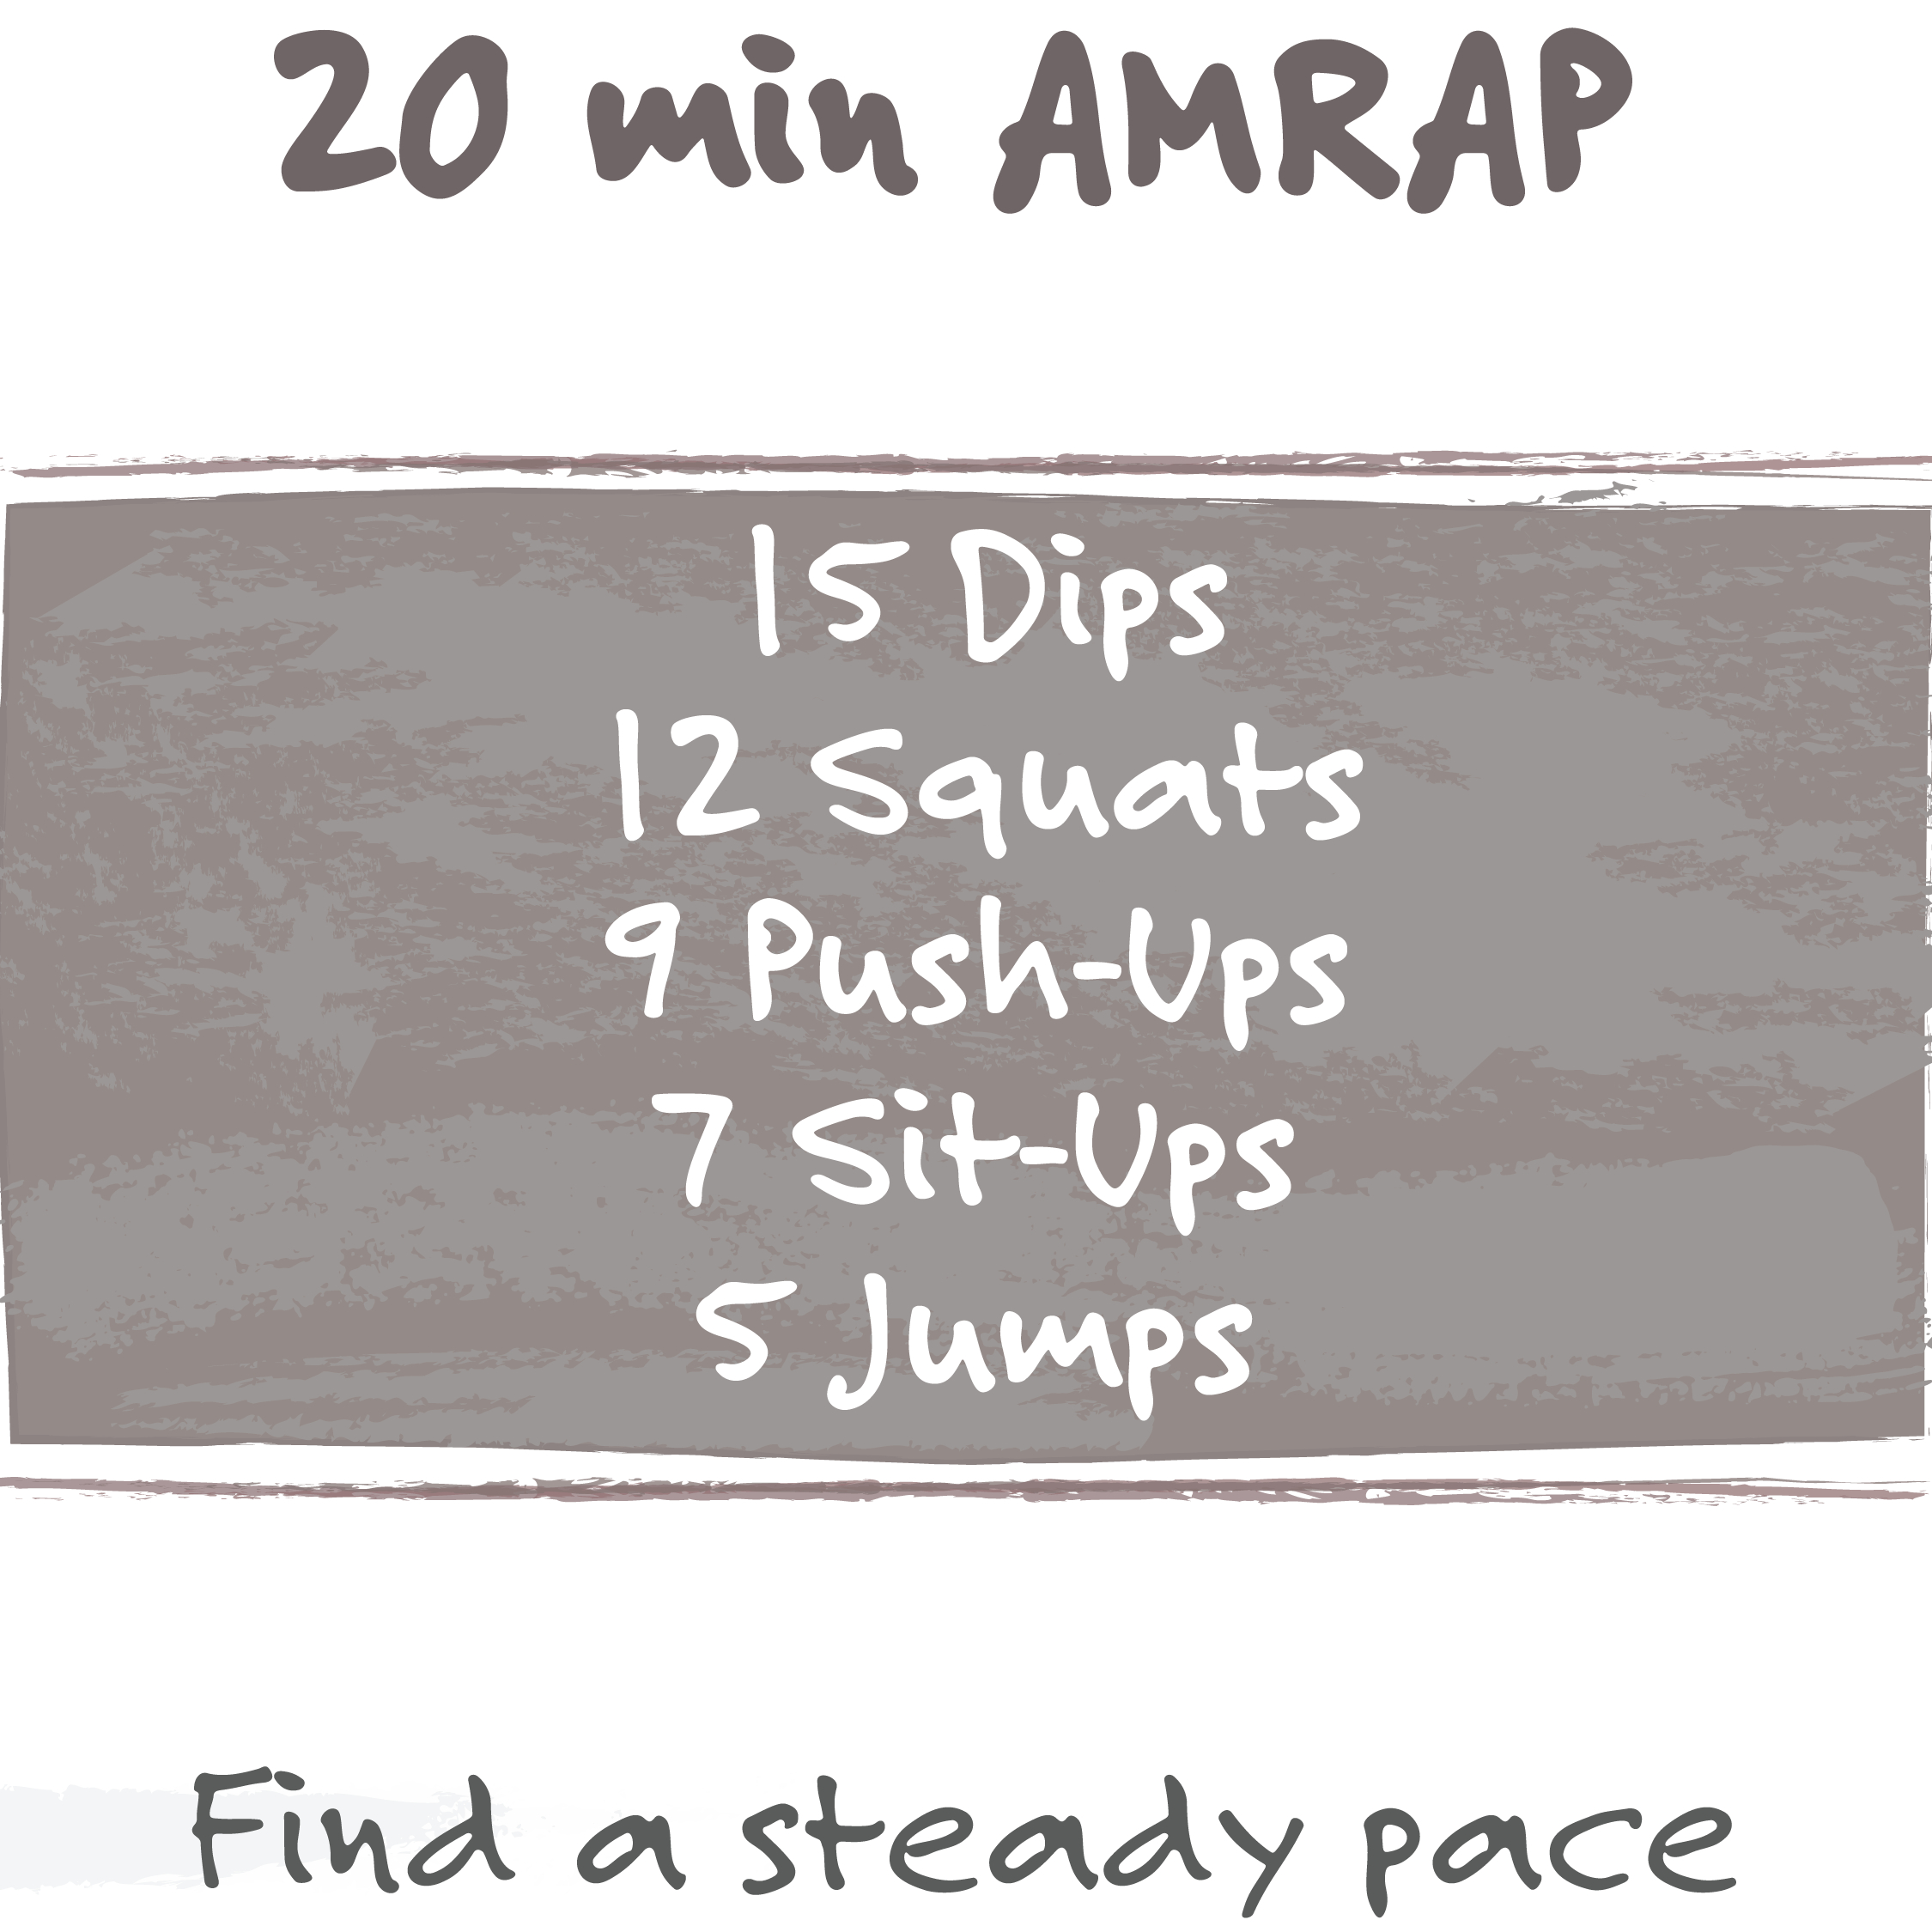 20 min AMRAP
15 Dips
12 Squats
9 Push-Ups
7 Sit-Ups
5 Jumps
Find a steady pace